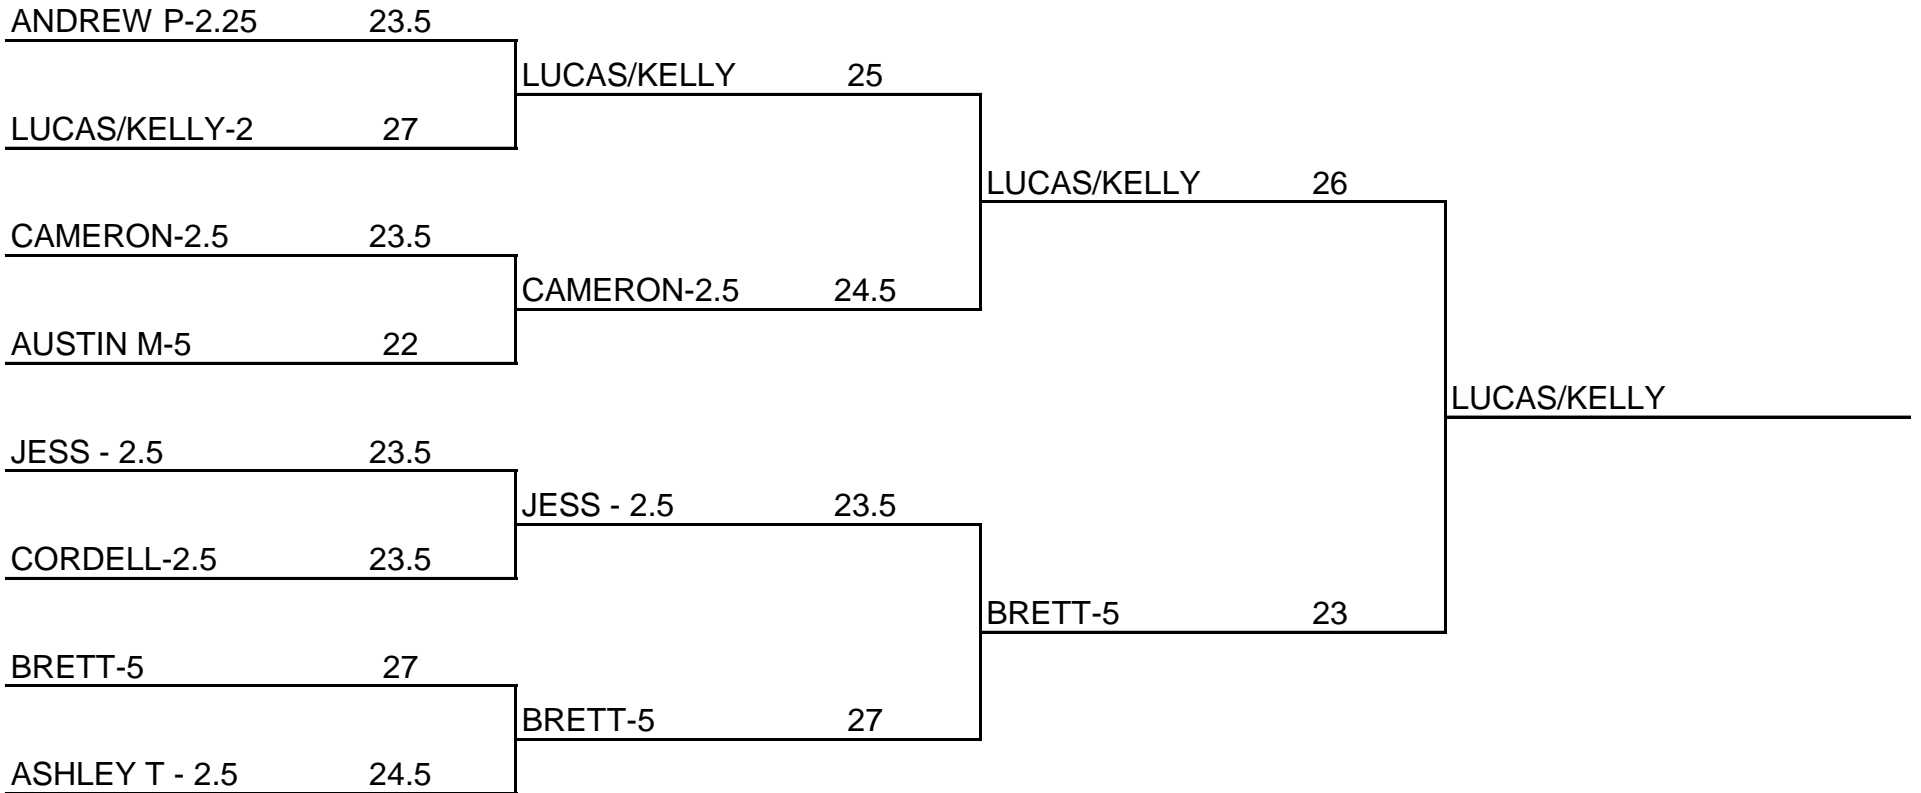 ANDREW P-2.25 23.5
LUCAS/KELLY 25
LUCAS/KELLY-2 27
LUCAS/KELLY 26
CAMERON-2.5 23.5
CAMERON-2.5 24.5
AUSTIN M-5 22
LUCAS/KELLY
JESS - 2.5 23.5
JESS - 2.5 23.5
CORDELL-2.5 23.5
BRETT-5 23
BRETT-5 27
BRETT-5 27
ASHLEY T - 2.5 24.5